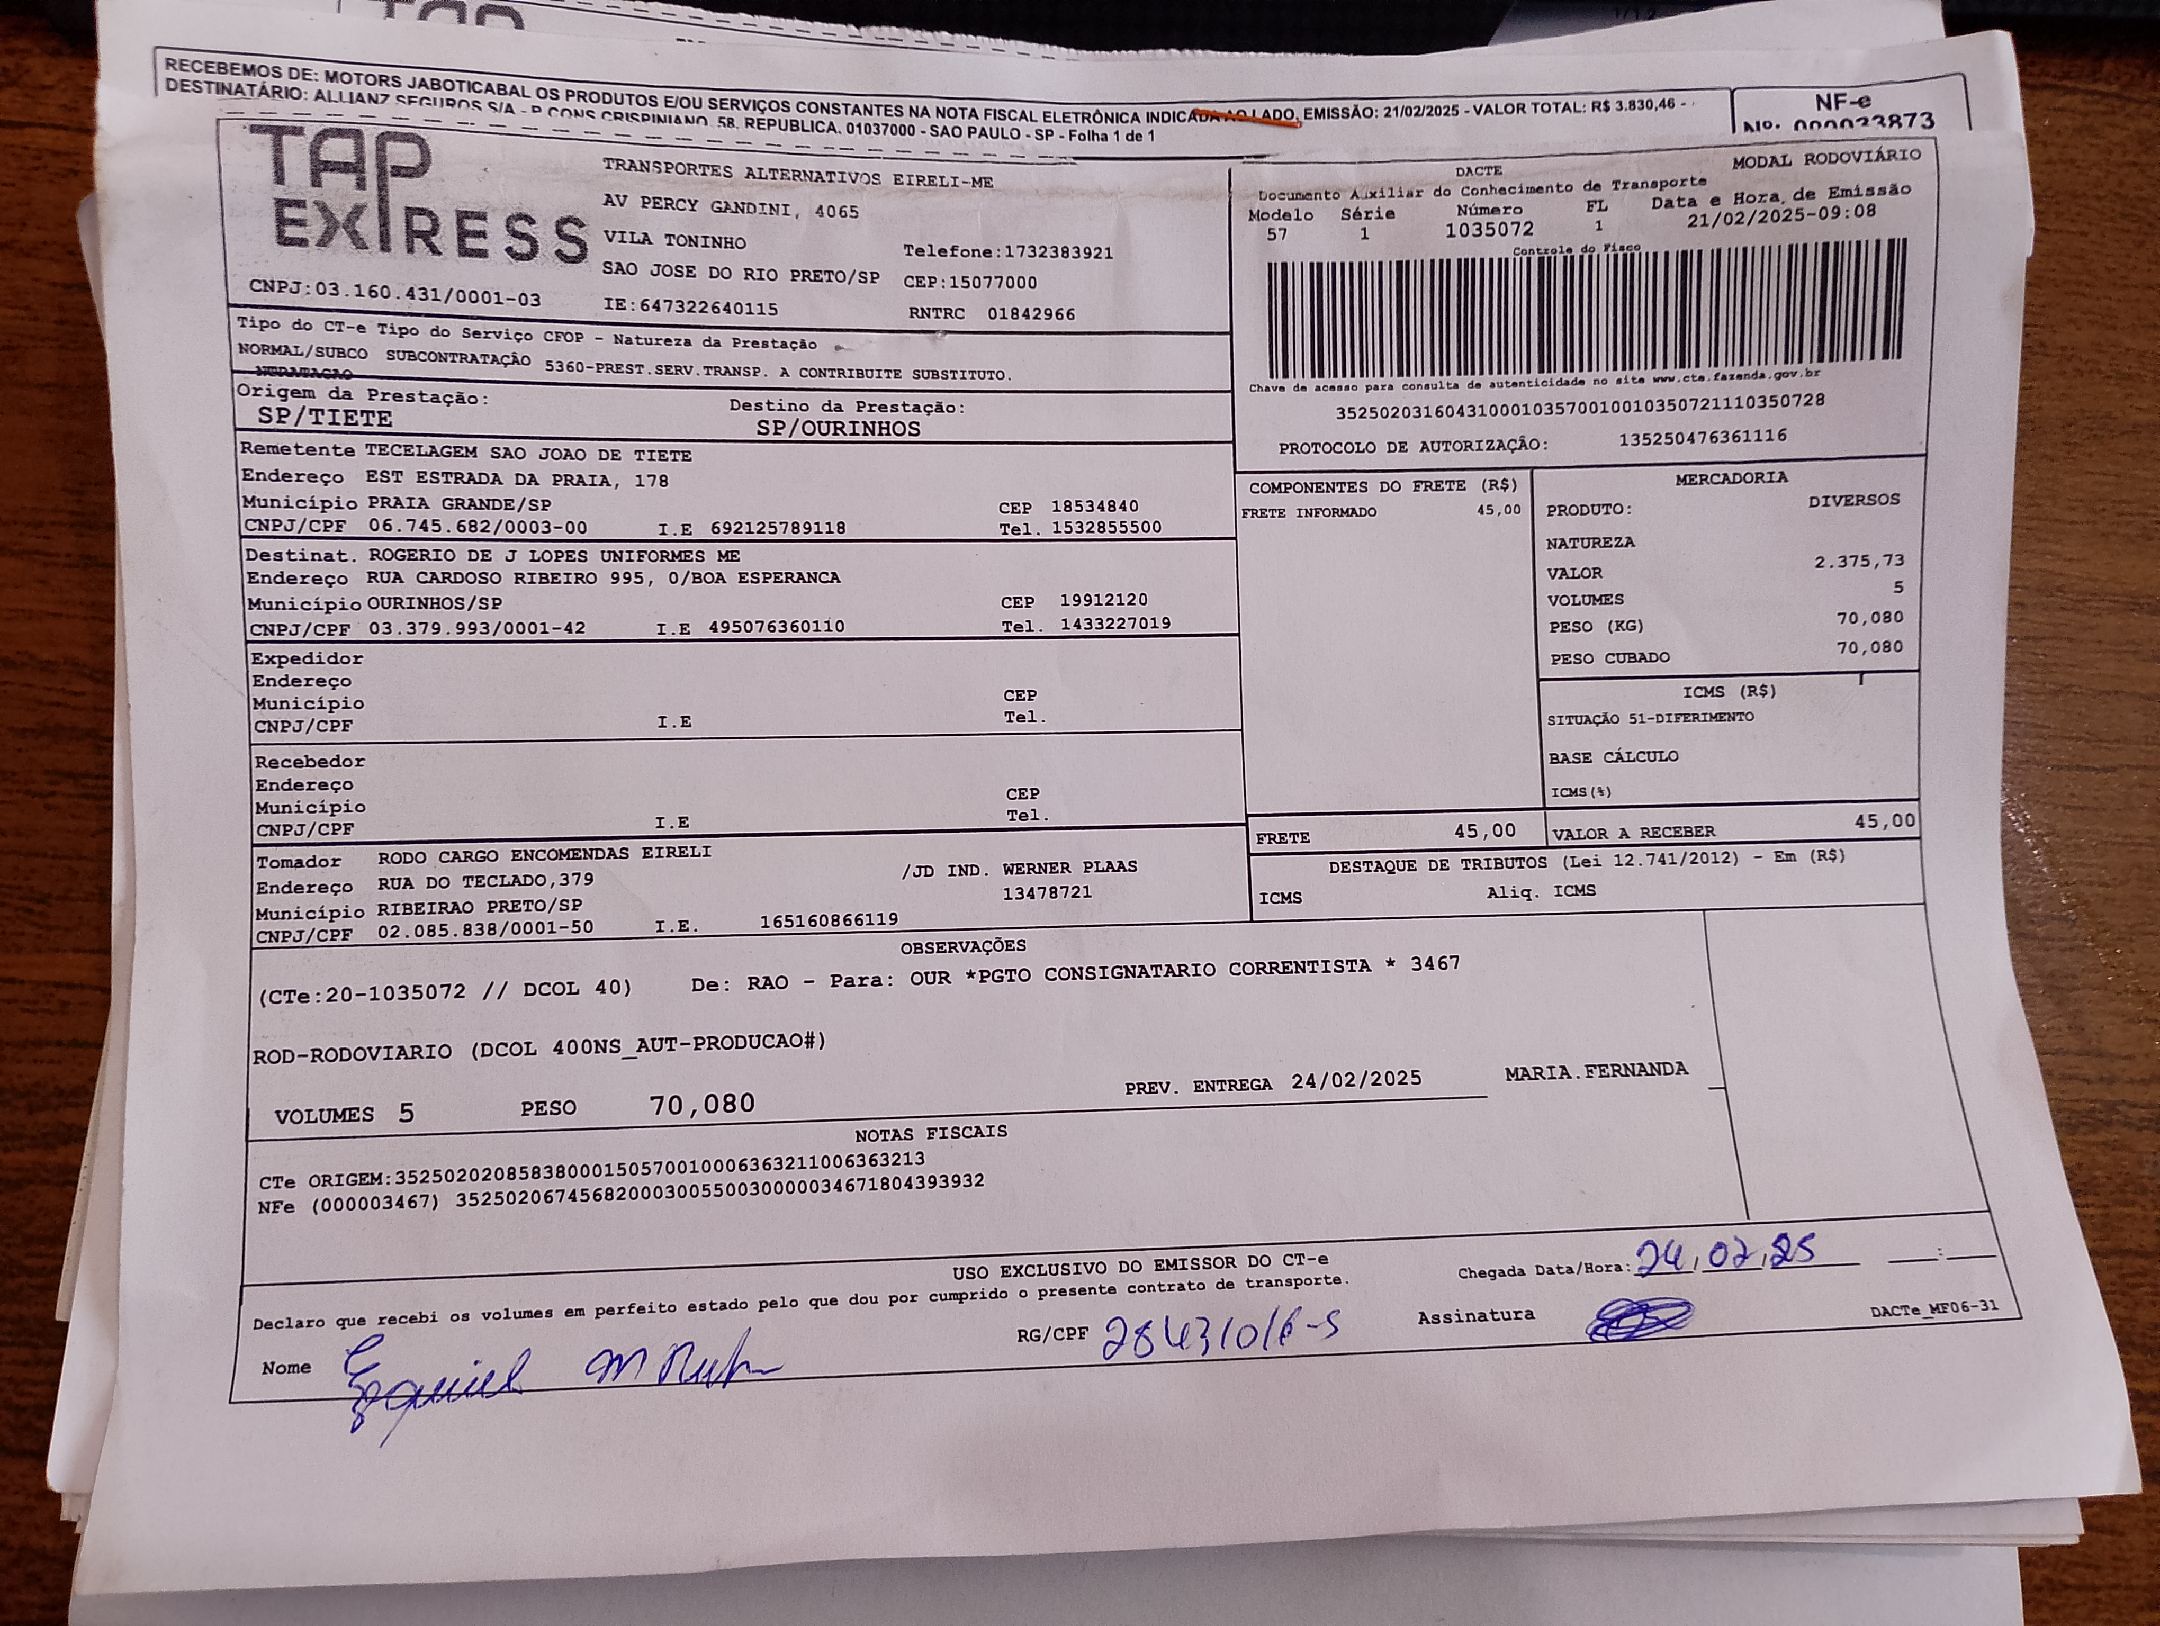 RECEBEMOS DE: MOTORS JABOTICABAL OS PRODUTOS E/OU SERVIÇOS CONSTANTES NA NOTA FISCAL ELETRÔNICA INDICADA AO LADO, EMISSÃO: 21/02/2025 - VALOR TOTAL: R$ 3.830,46 -
DESTINATÁRIO: ALLIANZ SEGUROS S/A - R CONS CRISPINIANO, 58, REPUBLICA, 01037000 - SAO PAULO - SP - Folha 1 de 1
NF-e
Nº: 000033873
TAP EXPRESS
TRANSPORTES ALTERNATIVOS EIRELI-ME
AV PERCY GANDINI, 4065
VILA TONINHO
Telefone:1732383921
SAO JOSE DO RIO PRETO/SP CEP:15077000
CNPJ:03.160.431/0001-03 IE:647322640115 RNTRC 01842966
DACTE MODAL RODOVIÁRIO
Documento Auxiliar do Conhecimento de Transporte
Modelo Série Número FL Data e Hora de Emissão
57 1 1035072 1 21/02/2025-09:08
Controle do Fisco
Chave de acesso para consulta de autenticidade no site www.cte.fazenda.gov.br
35250203160431000103570010010350721110350728
PROTOCOLO DE AUTORIZAÇÃO: 135250476361116
Tipo do CT-e Tipo do Serviço CFOP - Natureza da Prestação
NORMAL/SUBCO SUBCONTRATAÇÃO 5360-PREST.SERV.TRANSP. A CONTRIBUITE SUBSTITUTO.
Origem da Prestação: Destino da Prestação:
SP/TIETE SP/OURINHOS
Remetente TECELAGEM SAO JOAO DE TIETE
Endereço EST ESTRADA DA PRAIA, 178
Município PRAIA GRANDE/SP CEP 18534840
CNPJ/CPF 06.745.682/0003-00 I.E 692125789118 Tel. 1532855500
Destinat. ROGERIO DE J LOPES UNIFORMES ME
Endereço RUA CARDOSO RIBEIRO 995, 0/BOA ESPERANCA
Município OURINHOS/SP CEP 19912120
CNPJ/CPF 03.379.993/0001-42 I.E 495076360110 Tel. 1433227019
Expedidor
Endereço
Município CEP
CNPJ/CPF I.E Tel.
Recebedor
Endereço
Município CEP
CNPJ/CPF I.E Tel.
Tomador RODO CARGO ENCOMENDAS EIRELI
Endereço RUA DO TECLADO,379 /JD IND. WERNER PLAAS
Município RIBEIRAO PRETO/SP 13478721
CNPJ/CPF 02.085.838/0001-50 I.E. 165160866119
COMPONENTES DO FRETE (R$)
FRETE INFORMADO 45,00
MERCADORIA
PRODUTO: DIVERSOS
NATUREZA
VALOR 2.375,73
VOLUMES 5
PESO (KG) 70,080
PESO CUBADO 70,080
ICMS (R$)
SITUAÇÃO 51-DIFERIMENTO
BASE CÁLCULO
ICMS(%)
FRETE 45,00 VALOR A RECEBER 45,00
DESTAQUE DE TRIBUTOS (Lei 12.741/2012) - Em (R$)
ICMS Aliq. ICMS
OBSERVAÇÕES
(CTe:20-1035072 // DCOL 40) De: RAO - Para: OUR *PGTO CONSIGNATARIO CORRENTISTA * 3467
ROD-RODOVIARIO (DCOL 400NS_AUT-PRODUCAO#)
VOLUMES 5 PESO 70,080 PREV. ENTREGA 24/02/2025 MARIA.FERNANDA
NOTAS FISCAIS
CTe ORIGEM:35250202085838000150570010006363211006363213
NFe (000003467) 35250206745682000300550030000034671804393932
USO EXCLUSIVO DO EMISSOR DO CT-e
Declaro que recebi os volumes em perfeito estado pelo que dou por cumprido o presente contrato de transporte.
Chegada Data/Hora: 24,02,25 :
Nome Ezequiel M
RG/CPF Assinatura DACTe_MF06-31